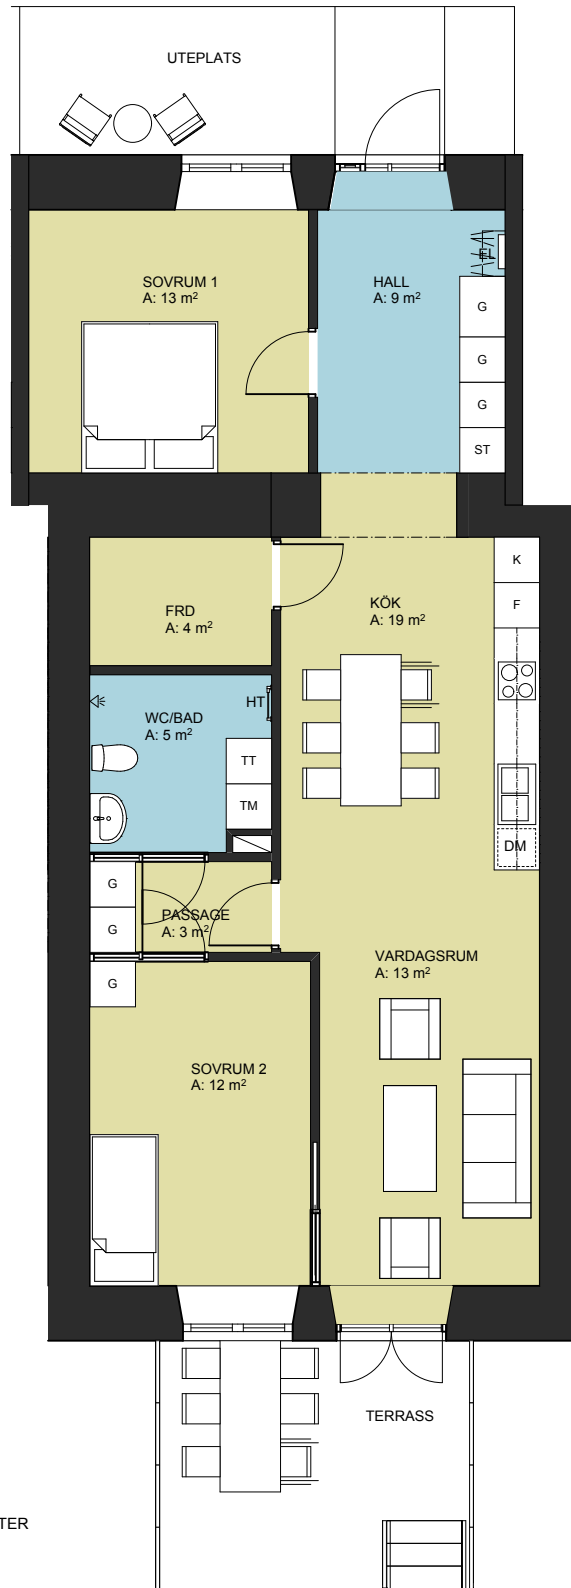 UTEPLATS
SOVRUM 1
A: 13 m²
HALL
A: 9 m²
EL
G
G
G
ST
K
F
FRD
A: 4 m²
KÖK
A: 19 m²
WC/BAD
A: 5 m²
HT
TT
TM
DM
G
G
PASSAGE
A: 3 m²
VARDAGSRUM
A: 13 m²
G
SOVRUM 2
A: 12 m²
TERRASS
TER